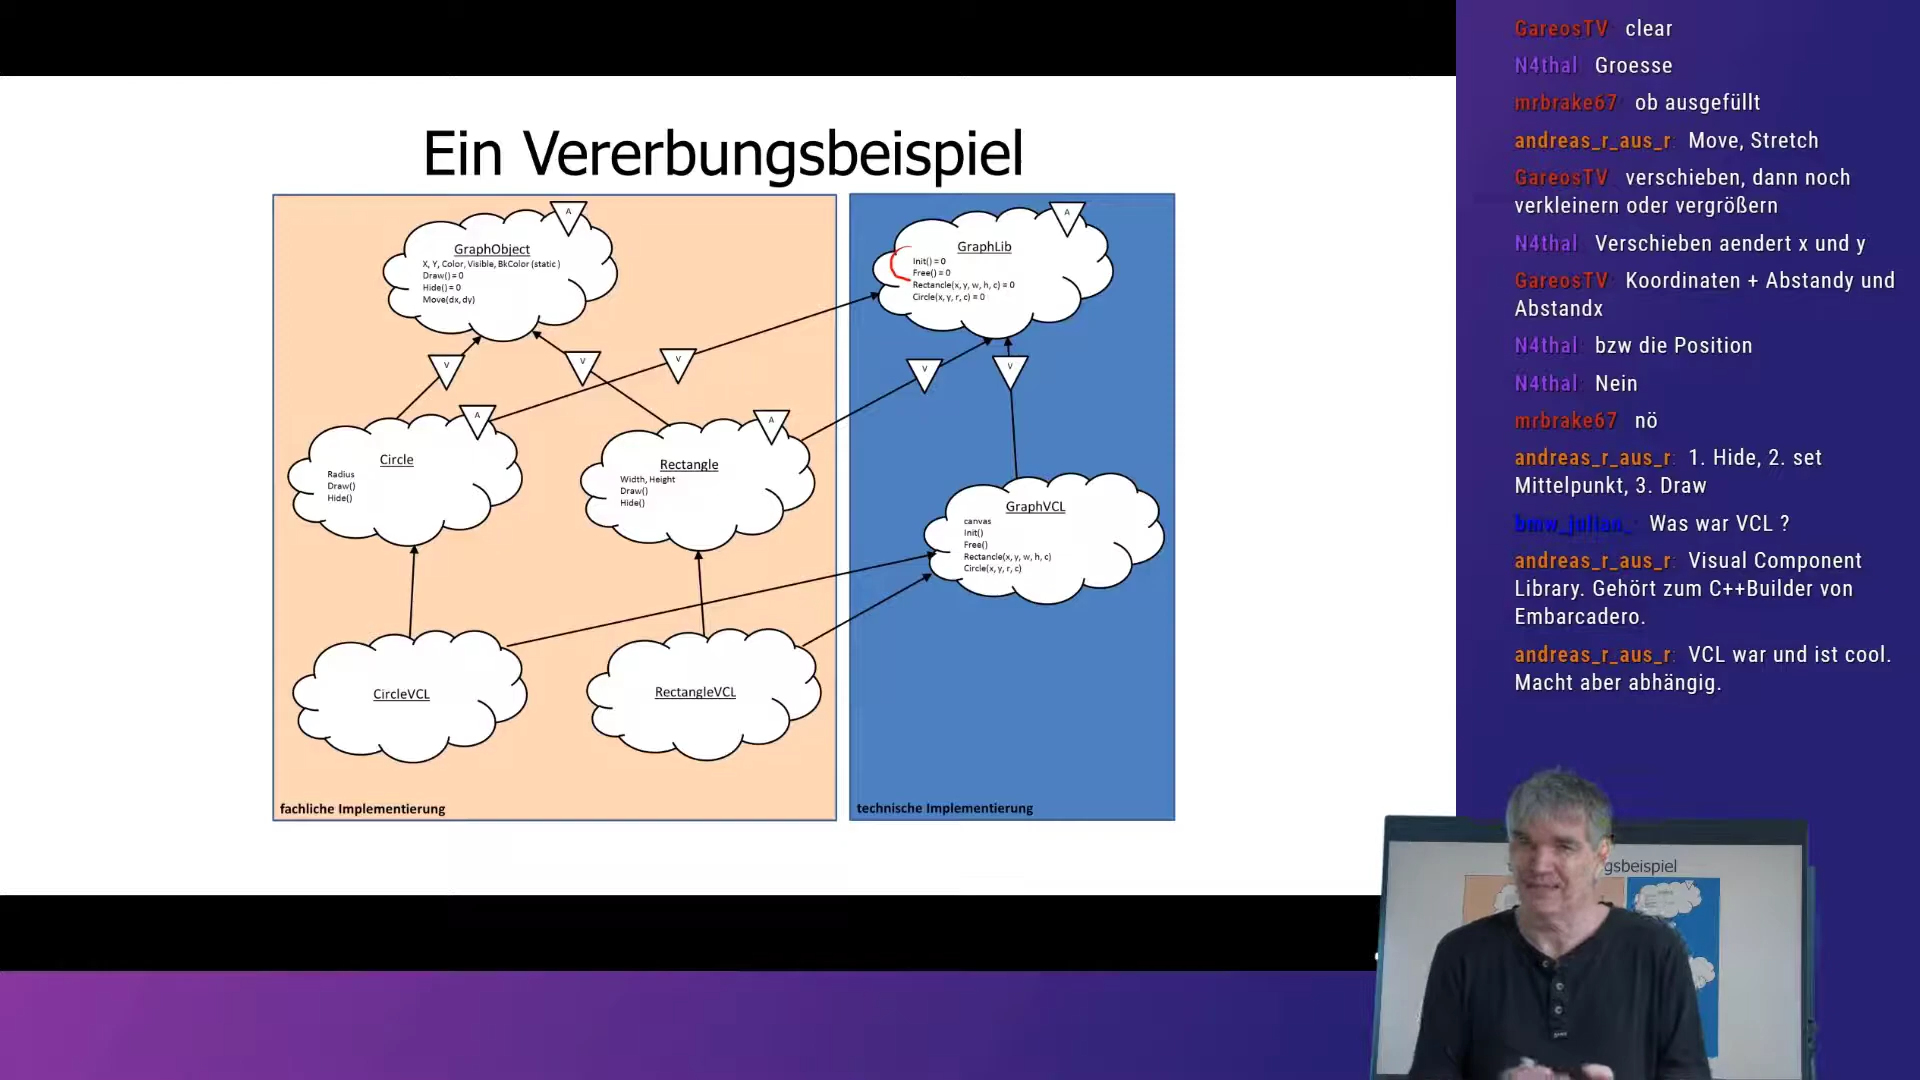 Ein Vererbungsbeispiel
A
GraphObject
X, Y, Color, Visible, BkColor (static )
Draw() = 0
Hide() = 0
Move(dx, dy)
A
GraphLib
Init() = 0
Free() = 0
Rectancle(x, y, w, h, c) = 0
Circle(x, y, r, c) = 0
V
V
V
V
V
A
Circle
Radius
Draw()
Hide()
A
Rectangle
Width, Height
Draw()
Hide()
GraphVCL
canvas
Init()
Free()
Rectancle(x, y, w, h, c)
Circle(x, y, r, c)
CircleVCL
RectangleVCL
fachliche Implementierung
technische Implementierung
GareosTV: clear
N4thal: Groesse
mrbrake67: ob ausgefüllt
andreas_r_aus_r: Move, Stretch
GareosTV: verschieben, dann noch
verkleinern oder vergrößern
N4thal: Verschieben aendert x und y
GareosTV: Koordinaten + Abstandy und
Abstandx
N4thal: bzw die Position
N4thal: Nein
mrbrake67: nö
andreas_r_aus_r: 1. Hide, 2. set
Mittelpunkt, 3. Draw
bmw_julian_: Was war VCL ?
andreas_r_aus_r: Visual Component
Library. Gehört zum C++Builder von
Embarcadero.
andreas_r_aus_r: VCL war und ist cool.
Macht aber abhängig.
gsbeispiel